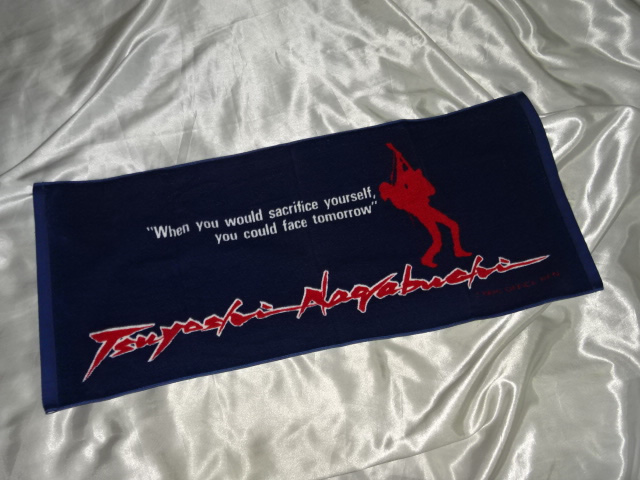 "When you would sacrifice yourself,
you could face tomorrow"
Tsuyoshi Nagabuchi